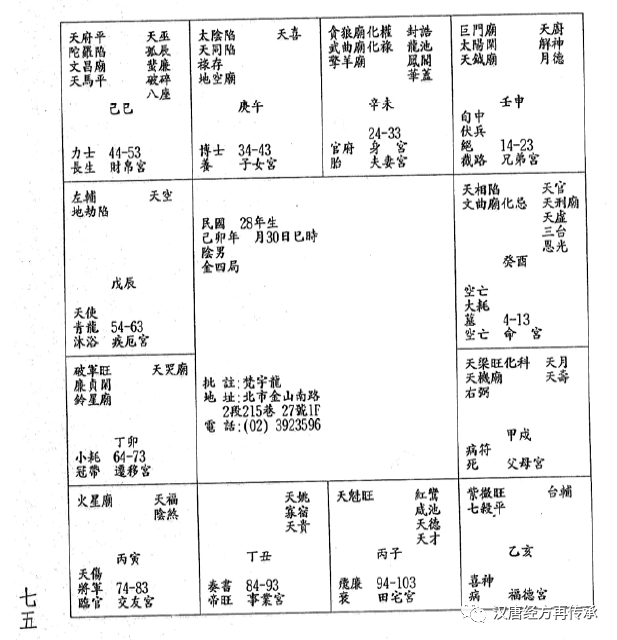 天府平 天巫
陀羅陷 孤辰
文昌廟 蜚廉
天馬平 破碎
八座
己巳
力士 44-53
長生 財帛宮
太陰陷 天喜
天同陷
祿存
地空廟
庚午
博士 34-43
養 子女宮
貪狼廟化權 封誥
武曲廟化祿 龍池
擎羊廟 鳳閣
華蓋
辛未
24-33
官府 身 宮
胎 夫妻宮
巨門廟 天廚
太陽閑 解神
天鉞廟 月德
壬申
旬中
伏兵
絕 14-23
截路 兄弟宮
左輔 天空
地劫陷
戊辰
天使
青龍 54-63
沐浴 疾厄宮
民國 28年生
己卯年 月30日巳時
陰男
金四局
批 註:梵宇龍
地 址:北市金山南路
2段215巷 27號1F
電 話:(02) 3923596
天相陷 天官
文曲廟化忌 天刑廟
天虛
三台
恩光
癸酉
空亡
大耗
墓 4-13
空亡 命 宮
破軍旺 天哭廟
廉貞閑
鈴星廟
丁卯
小耗 64-73
冠帶 遷移宮
天梁旺化科 天月
天機廟 天壽
右弼
甲戌
病符
死 父母宮
火星廟 天福
陰煞
丙寅
天傷
將軍 74-83
臨官 交友宮
天姚
寡宿
天貴
丁丑
奏書 84-93
帝旺 事業宮
天魁旺 紅鸞
咸池
天德
天才
丙子
飛廉 94-103
衰 田宅宮
紫微旺 台輔
七殺平
乙亥
喜神
病 福德宮
七五
汉唐经方再传承